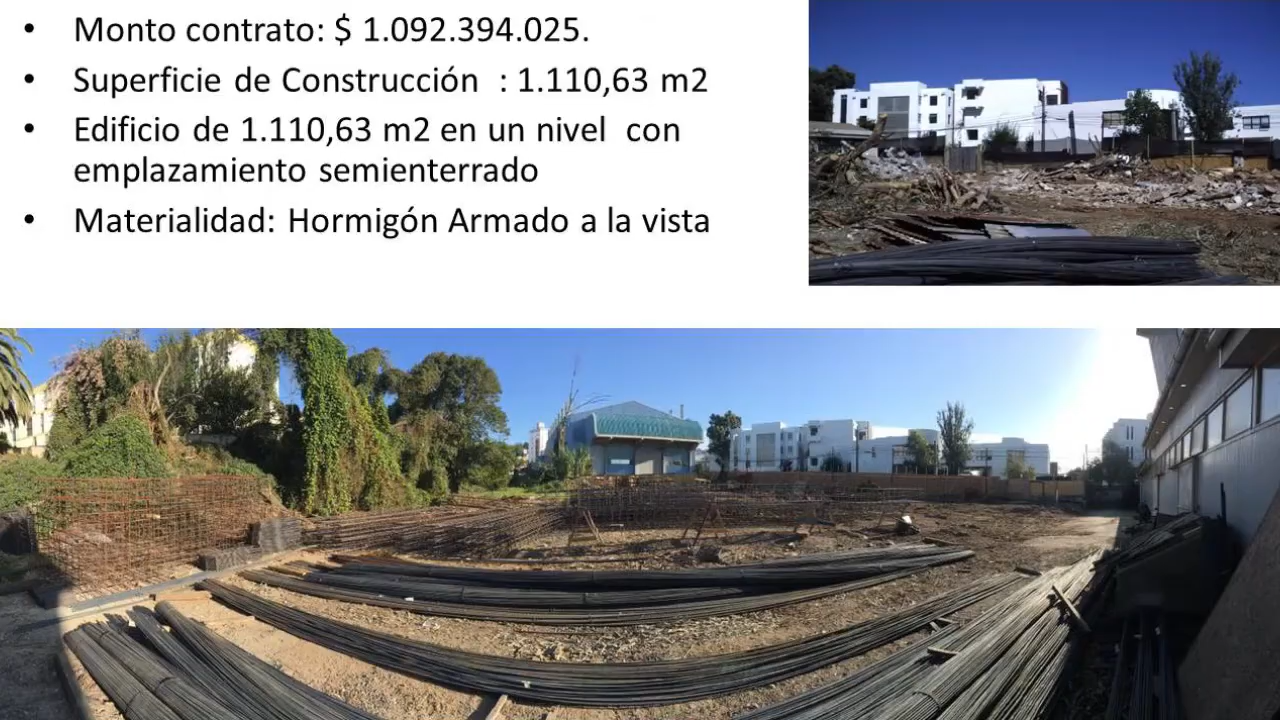 • Monto contrato: $ 1.092.394.025.
• Superficie de Construcción : 1.110,63 m2
• Edificio de 1.110,63 m2 en un nivel con
emplazamiento semienterrado
• Materialidad: Hormigón Armado a la vista